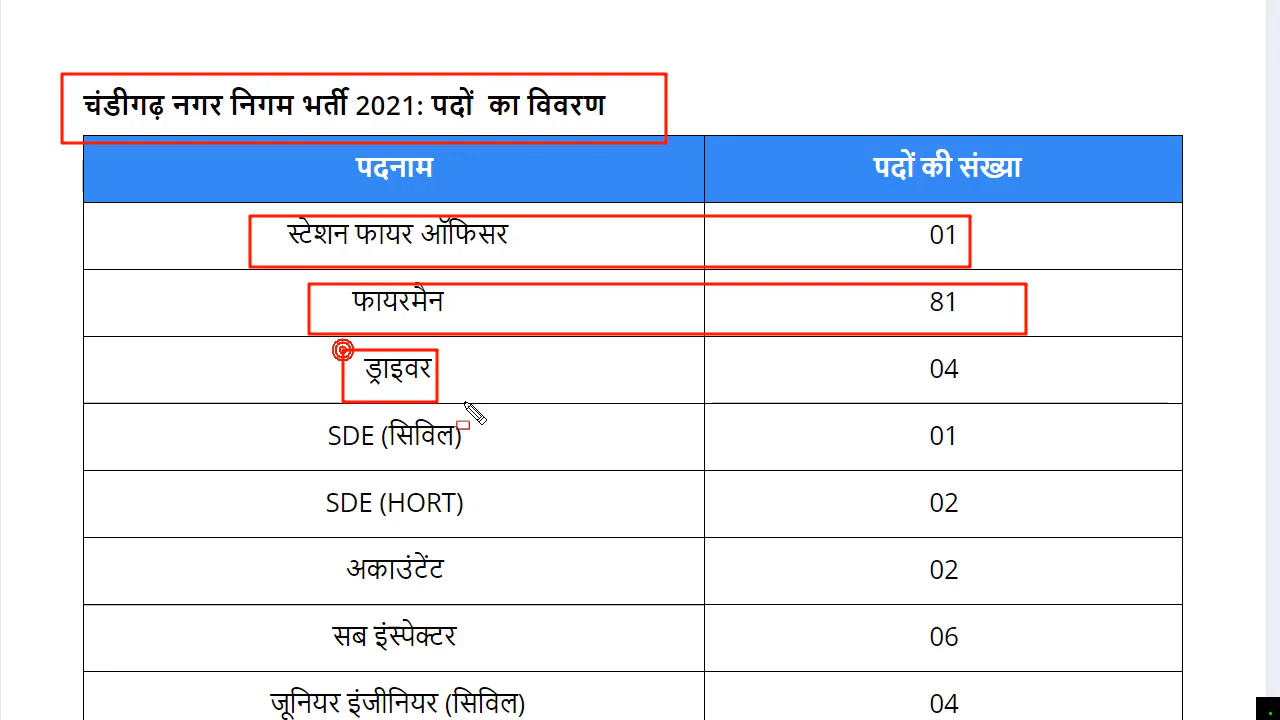 चंडीगढ़ नगर निगम भर्ती 2021: पदों का विवरण
पदनाम पदों की संख्या
स्टेशन फायर ऑफिसर 01
फायरमैन 81
ड्राइवर 04
SDE (सिविल) 01
SDE (HORT) 02
अकाउंटेंट 02
सब इंस्पेक्टर 06
जूनियर इंजीनियर (सिविल) 04